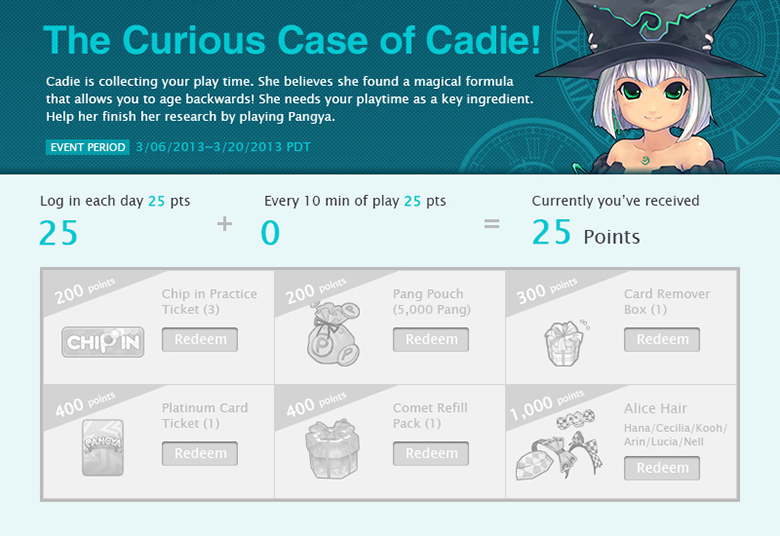 The Curious Case of Cadie!
Cadie is collecting your play time. She believes she found a magical formula
that allows you to age backwards! She needs your playtime as a key ingredient.
Help her finish her research by playing Pangya.
EVENT PERIOD 3/06/2013~3/20/2013 PDT
Log in each day 25 pts
25
+
Every 10 min of play 25 pts
0
=
Currently you've received
25 Points
200 points
Chip in Practice
Ticket (3)
CHIP IN
Redeem
200 points
Pang Pouch
(5,000 Pang)
P
P
Redeem
300 points
Card Remover
Box (1)
Redeem
400 points
Platinum Card
Ticket (1)
PANGYA
Redeem
400 points
Comet Refill
Pack (1)
Redeem
1,000 points
Alice Hair
Hana/Cecilia/Kooh/
Arin/Lucia/Nell
Redeem